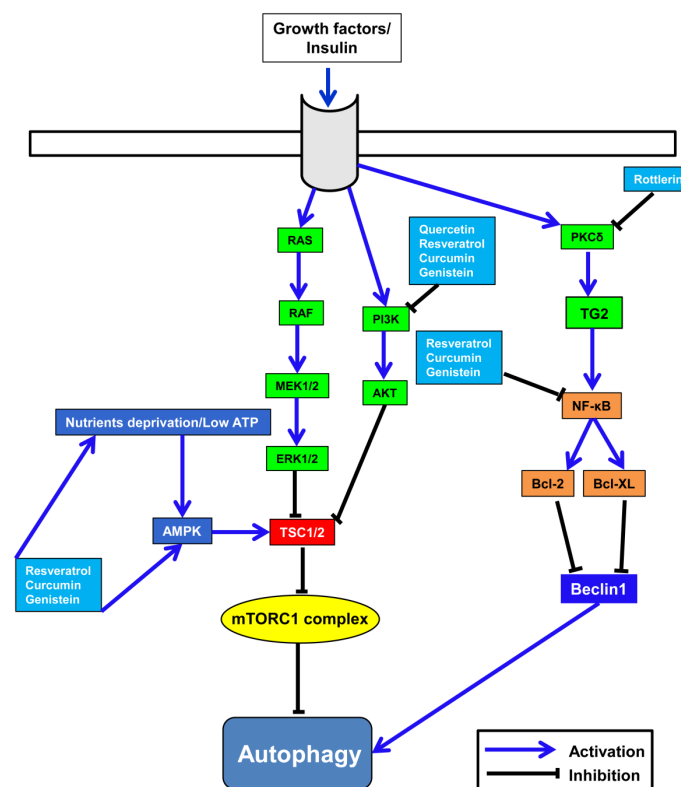 Growth factors/
Insulin
Rottlerin
RAS
Quercetin
Resveratrol
Curcumin
Genistein
PKCδ
RAF
PI3K
TG2
Resveratrol
Curcumin
Genistein
MEK1/2
AKT
NF-κB
Nutrients deprivation/Low ATP
ERK1/2
Bcl-2
Bcl-XL
AMPK
TSC1/2
Resveratrol
Curcumin
Genistein
Beclin1
mTORC1 complex
Autophagy
Activation
Inhibition